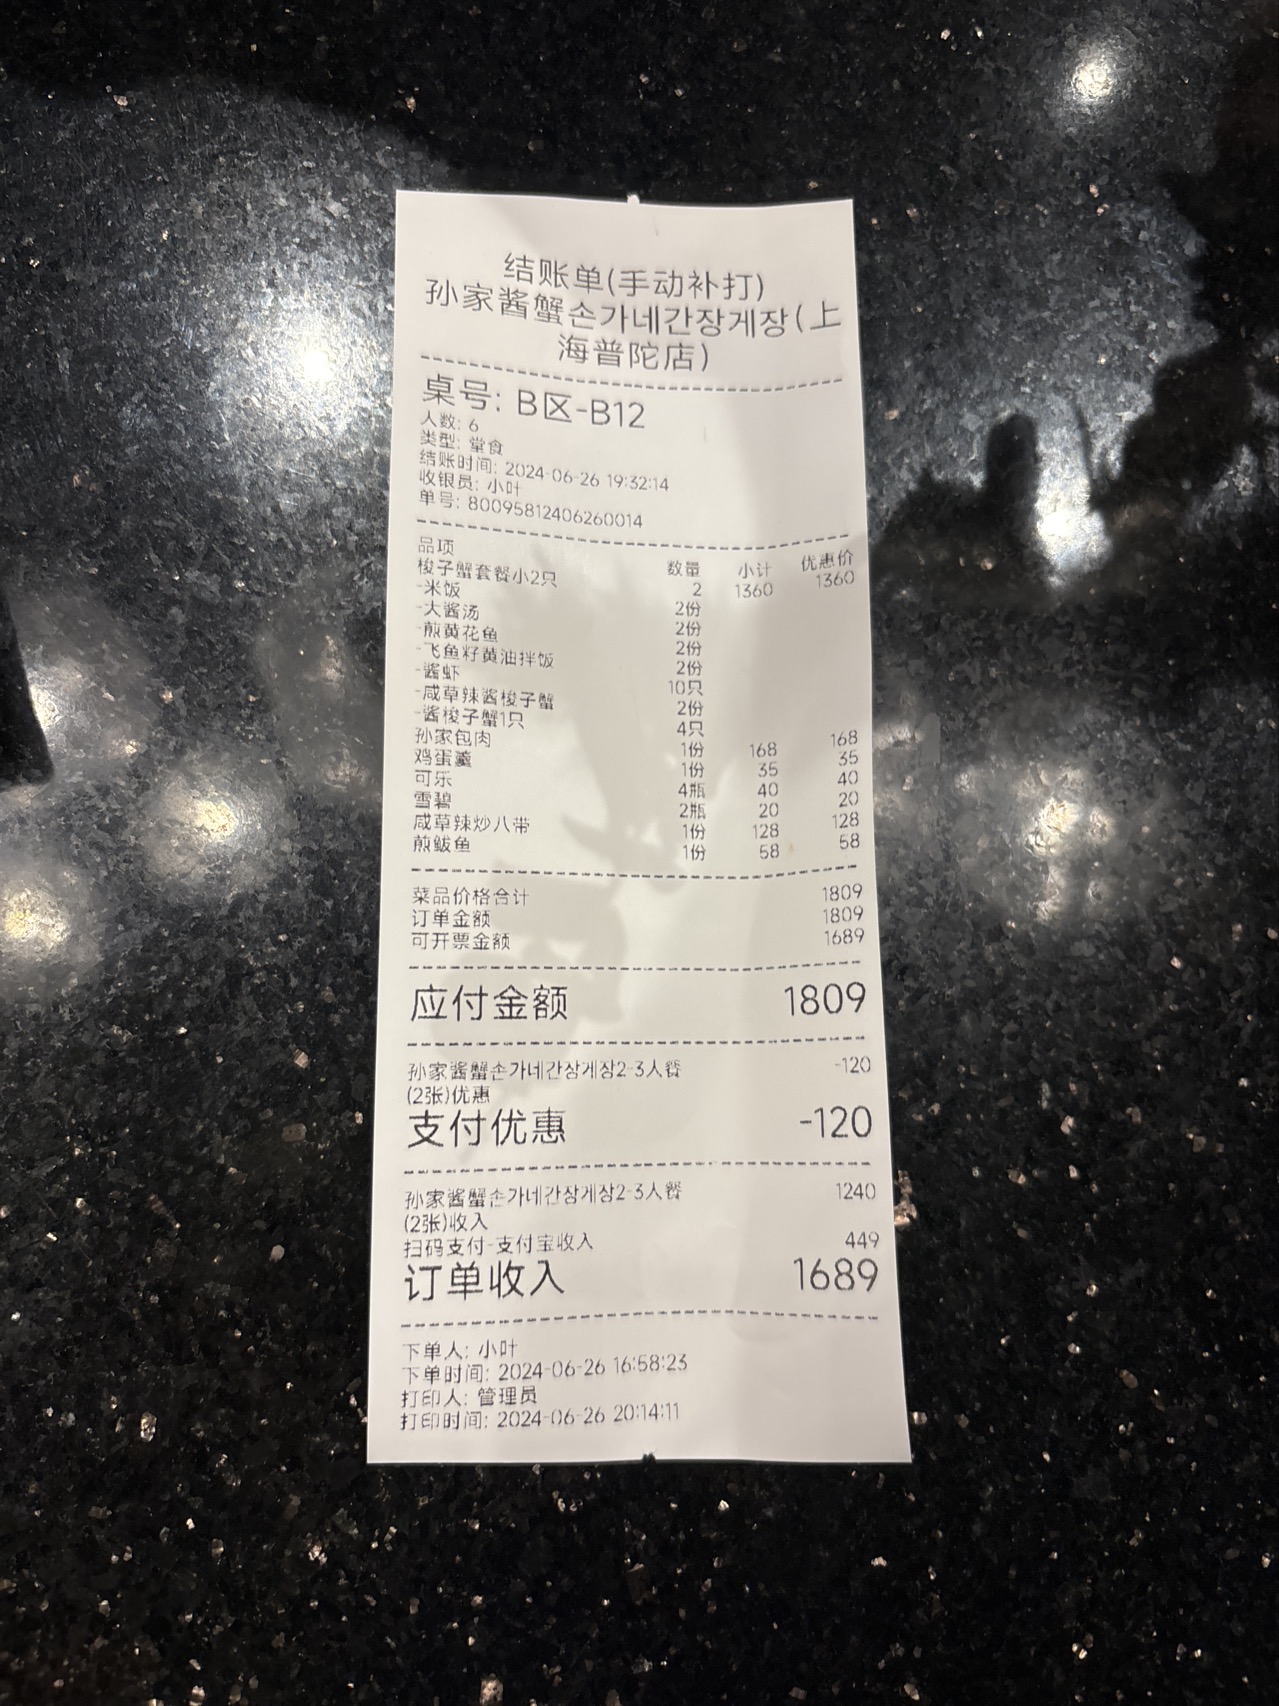 结账单(手动补打)
孙家酱蟹손가네간장게장(上
海普陀店)
桌号: B区-B12
人数: 6
类型: 堂食
结账时间: 2024-06-26 19:32:14
收银员: 小叶
单号: 80095812406260014
品项 数量 小计 优惠价
梭子蟹套餐小2只 2 1360 1360
-米饭 2份
-大酱汤 2份
-煎黄花鱼 2份
-飞鱼籽黄油拌饭 2份
-酱虾 10只
-咸草辣酱梭子蟹 2份
-酱梭子蟹1只 4只
孙家包肉 1份 168 168
鸡蛋羹 1份 35 35
可乐 4瓶 40 40
雪碧 2瓶 20 20
咸草辣炒八带 1份 128 128
煎鲅鱼 1份 58 58
菜品价格合计 1809
订单金额 1809
可开票金额 1689
应付金额 1809
孙家酱蟹손가네간장게장2-3人餐 -120
(2张)优惠
支付优惠 -120
孙家酱蟹손가네간장게장2-3人餐 1240
(2张)收入
扫码支付-支付宝收入 449
订单收入 1689
下单人: 小叶
下单时间: 2024-06-26 16:58:23
打印人: 管理员
打印时间: 2024-06-26 20:14:11